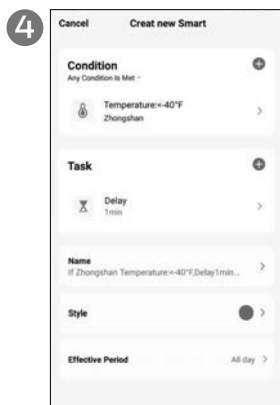 4
Cancel Creat new Smart
Condition
Any Condition Is Met
Temperature:<-40°F
Zhongshan
Task
Delay
1min
Name
If Zhongshan Temperature:<-40°F,Delay1min...
Style
Effective Period All day